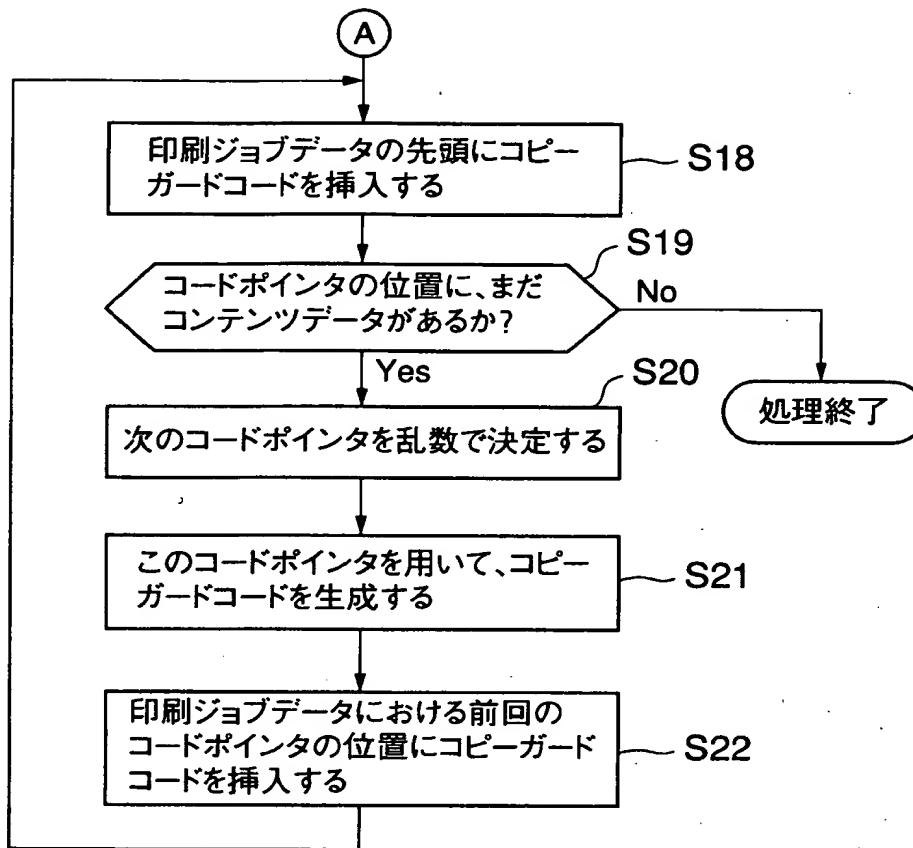 A
印刷ジョブデータの先頭にコピー
ガードコードを挿入する
S18
S19
コードポインタの位置に、まだ
コンテンツデータがあるか?
No
Yes
処理終了
S20
次のコードポインタを乱数で決定する
このコードポインタを用いて、コピー
ガードコードを生成する
S21
印刷ジョブデータにおける前回の
コードポインタの位置にコピーガード
コードを挿入する
S22